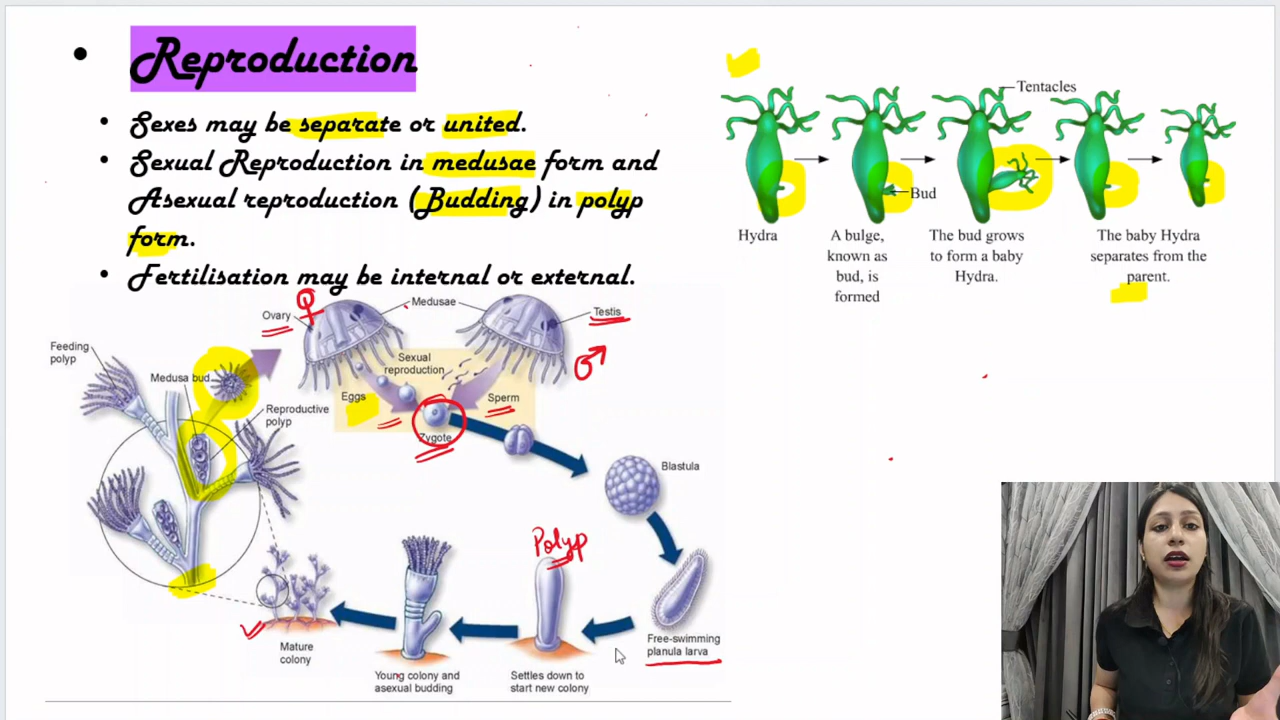 Reproduction
Sexes may be separate or united.
Sexual Reproduction in medusae form and
Asexual reproduction (Budding) in polyp
form.
Fertilisation may be internal or external.
Tentacles
Bud
Hydra
A bulge,
known as
bud, is
formed
The bud grows
to form a baby
Hydra.
The baby Hydra
separates from the
parent.
Ovary
Medusae
Testis
Feeding
polyp
Medusa bud
Reproductive
polyp
Sexual
reproduction
Eggs
Sperm
Zygote
Blastula
Polyp
Free-swimming
planula larva
Settles down to
start new colony
Young colony and
asexual budding
Mature
colony